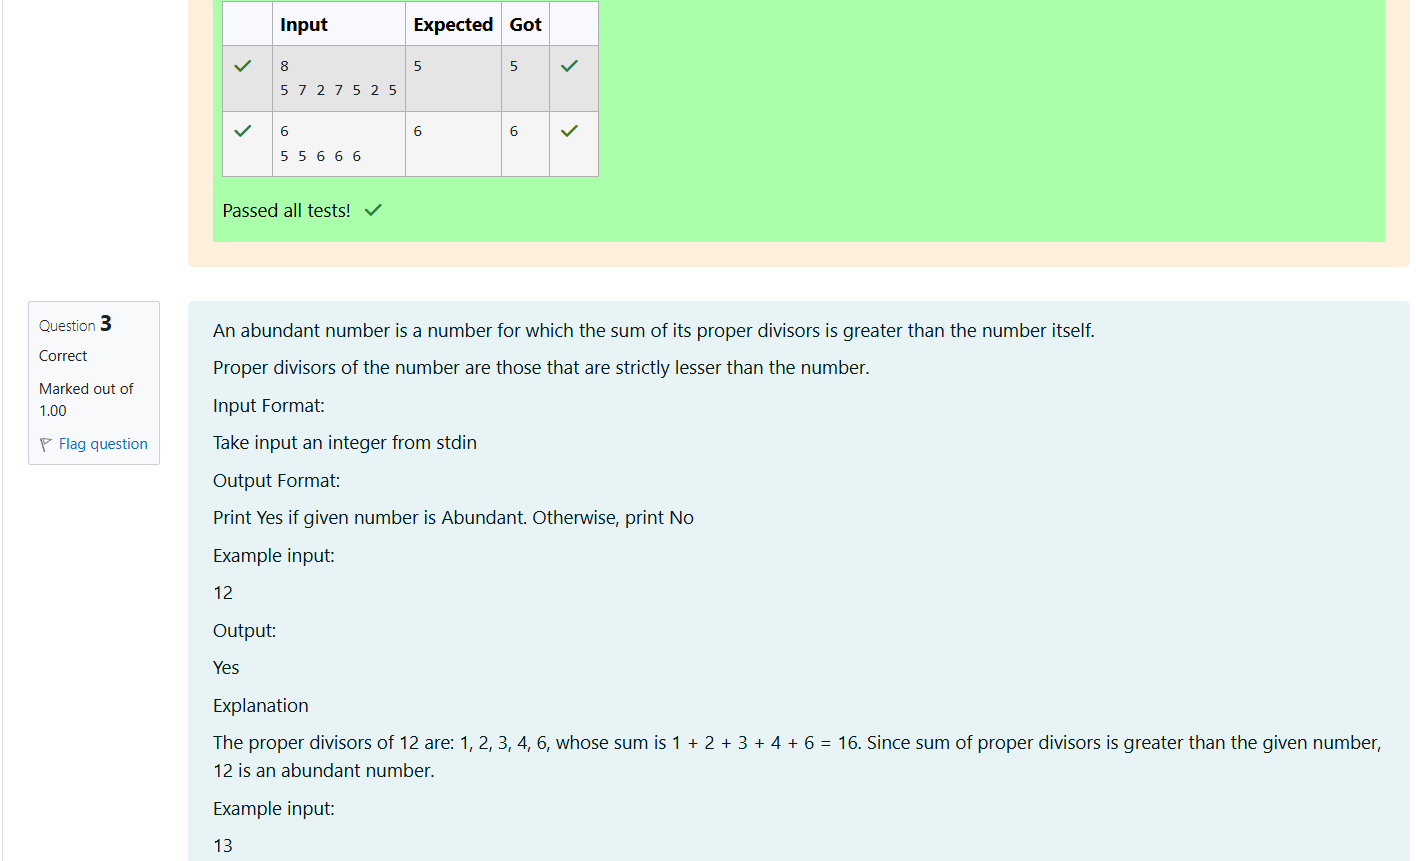 Input Expected Got
8 5 5
5 7 2 7 5 2 5
6 6 6
5 5 6 6 6
Passed all tests!
Question 3
Correct
Marked out of
1.00
Flag question
An abundant number is a number for which the sum of its proper divisors is greater than the number itself.
Proper divisors of the number are those that are strictly lesser than the number.
Input Format:
Take input an integer from stdin
Output Format:
Print Yes if given number is Abundant. Otherwise, print No
Example input:
12
Output:
Yes
Explanation
The proper divisors of 12 are: 1, 2, 3, 4, 6, whose sum is 1 + 2 + 3 + 4 + 6 = 16. Since sum of proper divisors is greater than the given number,
12 is an abundant number.
Example input:
13